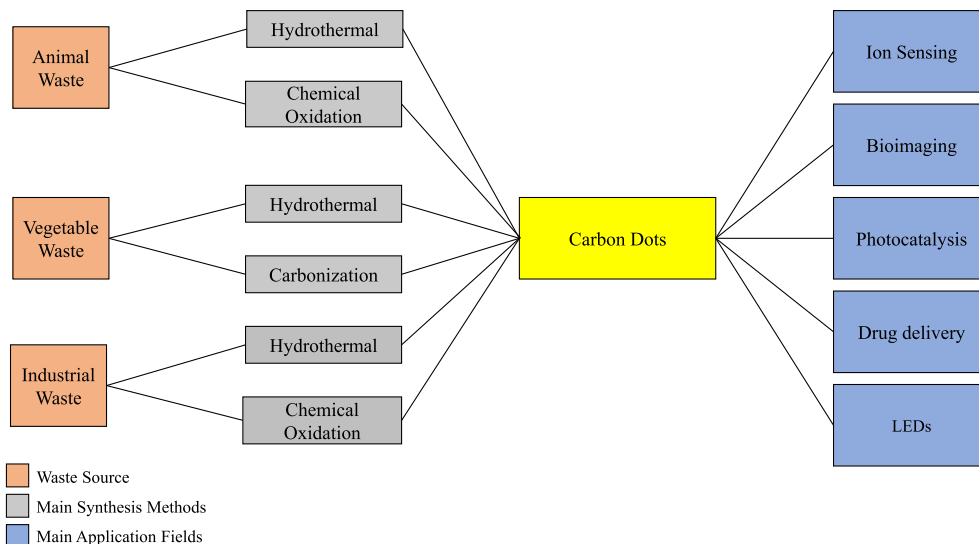 Animal
Waste
Hydrothermal
Chemical
Oxidation
Vegetable
Waste
Hydrothermal
Carbonization
Industrial
Waste
Hydrothermal
Chemical
Oxidation
Carbon Dots
Ion Sensing
Bioimaging
Photocatalysis
Drug delivery
LEDs
Waste Source
Main Synthesis Methods
Main Application Fields